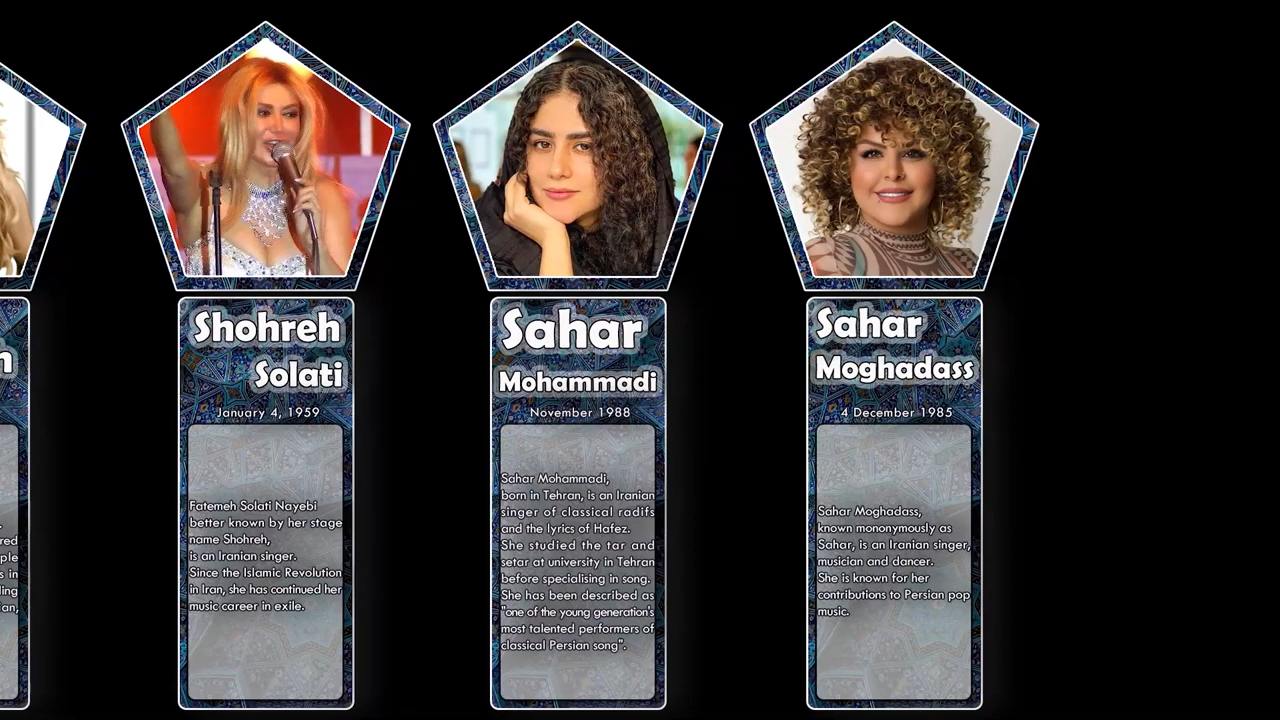 n
.
red
ple
s in
ling
an,
Shohreh
Solati
January 4, 1959
Fatemeh Solati Nayebi
better known by her stage
name Shohreh,
is an Iranian singer.
Since the Islamic Revolution
in Iran, she has continued her
music career in exile.
Sahar
Mohammadi
November 1988
Sahar Mohammadi,
born in Tehran, is an Iranian
singer of classical radifs
and the lyrics of Hafez.
She studied the tar and
setar at university in Tehran
before specialising in song.
She has been described as
"one of the young generation's
most talented performers of
classical Persian song".
Sahar
Moghadass
4 December 1985
Sahar Moghadass,
known mononymously as
Sahar, is an Iranian singer,
musician and dancer.
She is known for her
contributions to Persian pop
music.